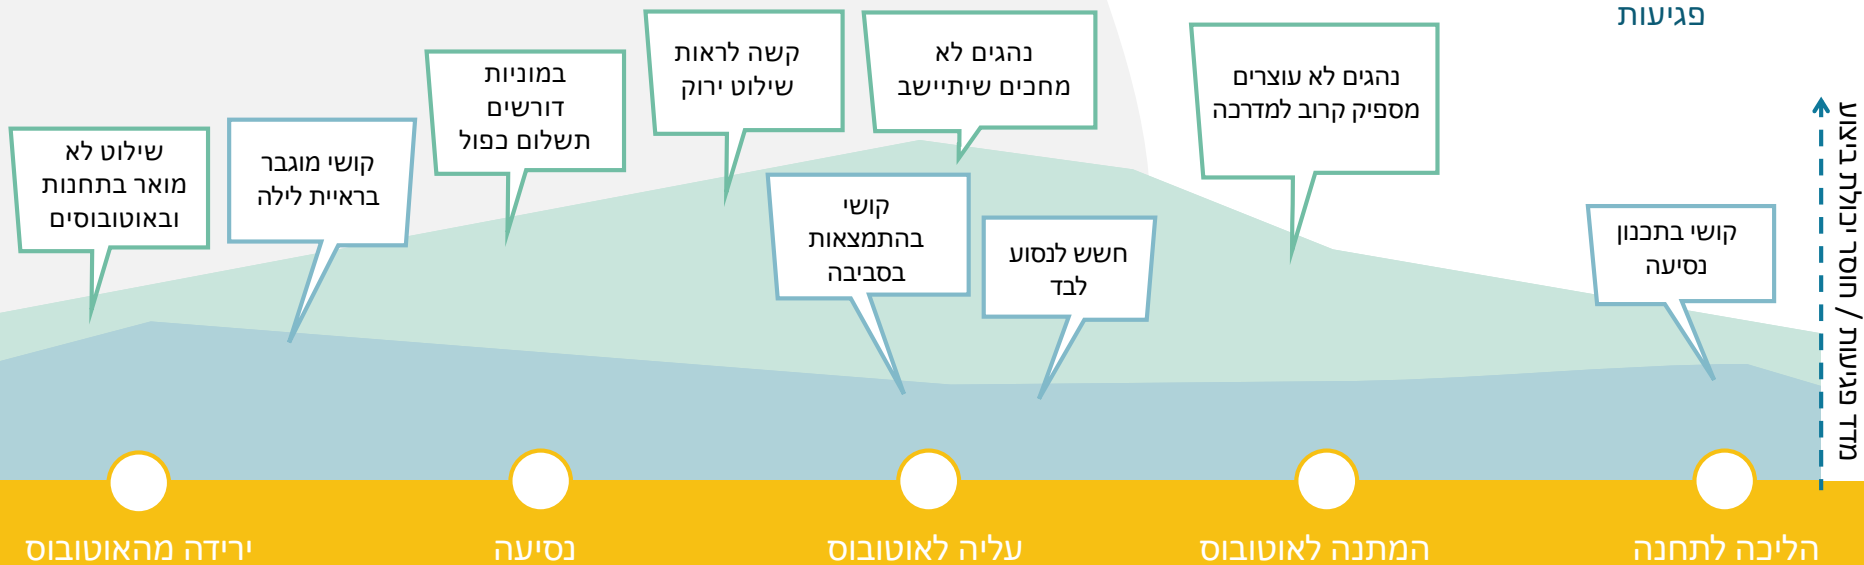 פגיעות
נהגים לא עוצרים
מספיק קרוב למדרכה
נהגים לא
מחכים שיתיישב
קשה לראות
שילוט ירוק
במוניות
דורשים
תשלום כפול
קושי מוגבר
בראיית לילה
שילוט לא
מואר בתחנות
ובאוטובוסים
קושי בתכנון
נסיעה
חשש לנסוע
לבד
קושי
בהתמצאות
בסביבה
מדד פגיעות / חוסר יכולת ביצוע
הליכה לתחנה
המתנה לאוטובוס
עליה לאוטובוס
נסיעה
ירידה מהאוטובוס